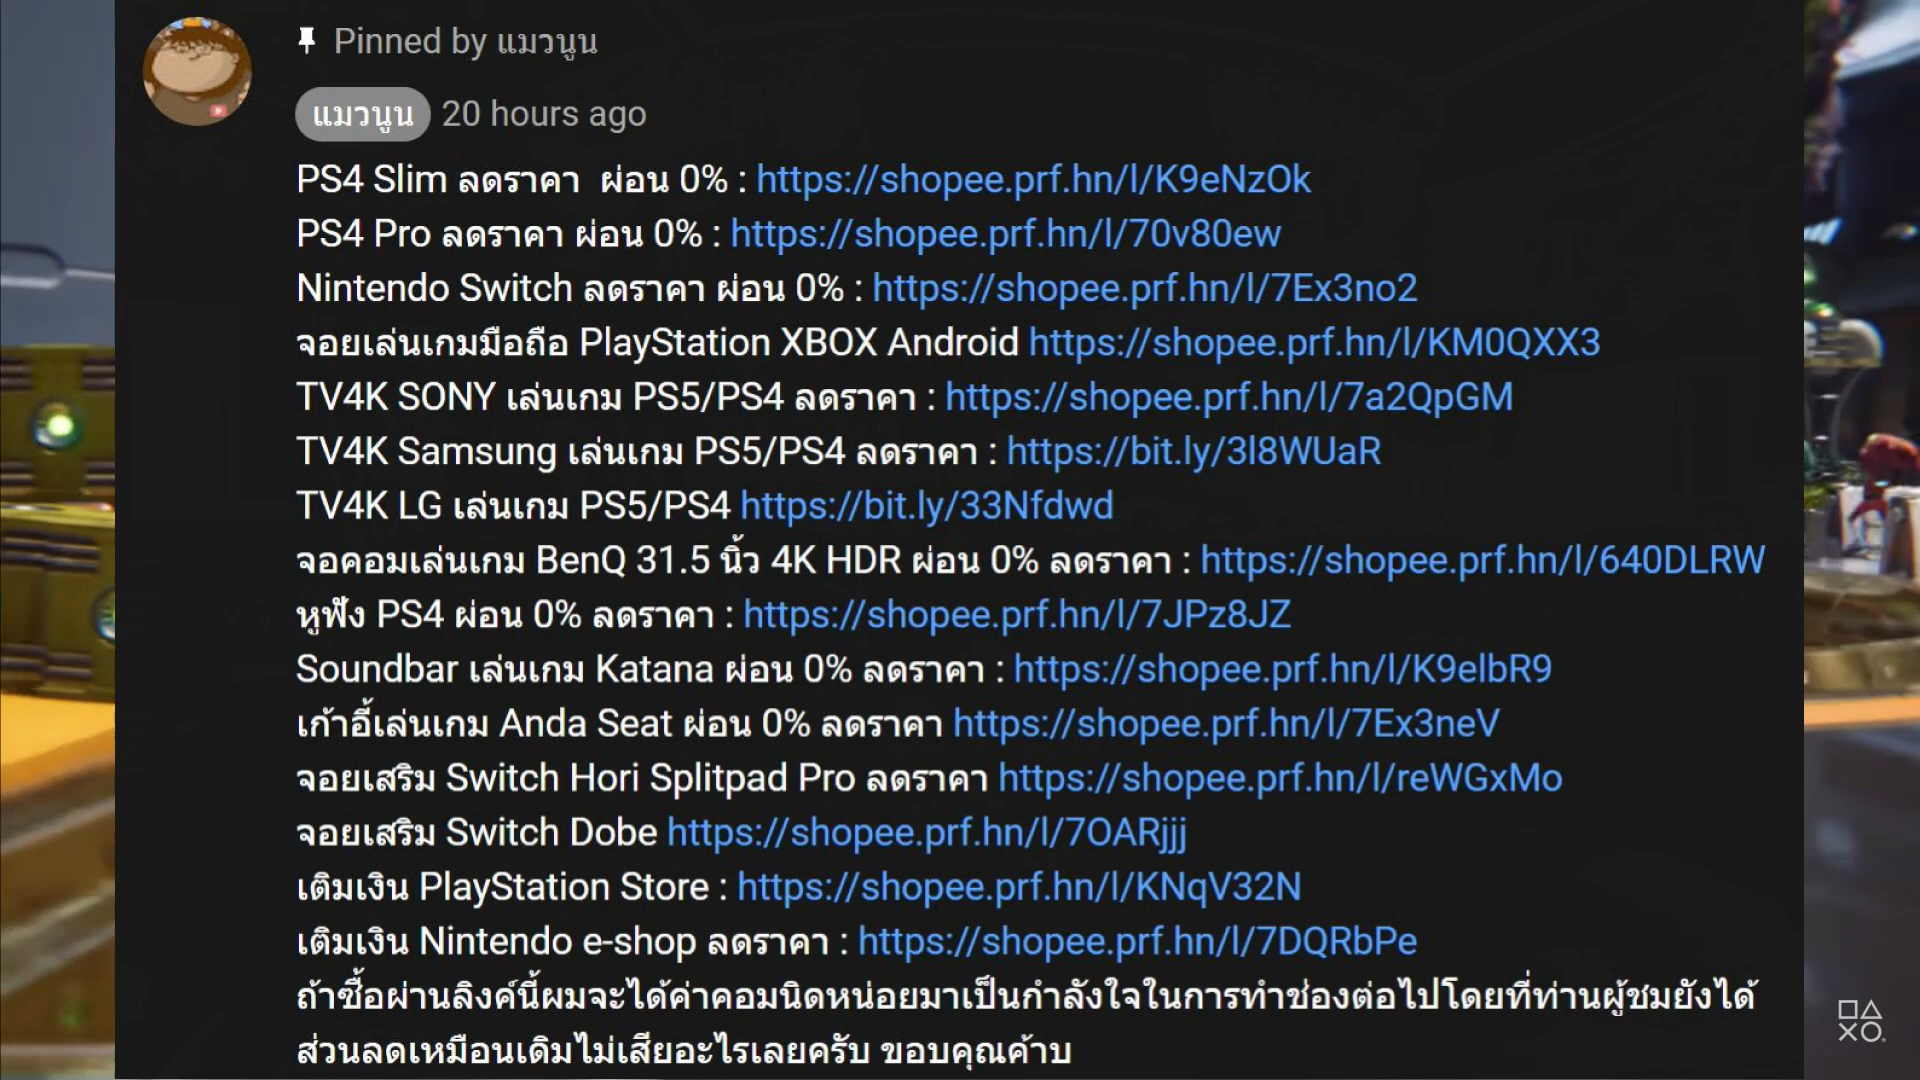 Pinned by แมวนูน
แมวนูน 20 hours ago
PS4 Slim ลดราคา ผ่อน 0% : https://shopee.prf.hn/l/K9eNzOk
PS4 Pro ลดราคา ผ่อน 0% : https://shopee.prf.hn/l/70v80ew
Nintendo Switch ลดราคา ผ่อน 0% : https://shopee.prf.hn/l/7Ex3no2
จอยเล่นเกมมือถือ PlayStation XBOX Android https://shopee.prf.hn/l/KM0QXX3
TV4K SONY เล่นเกม PS5/PS4 ลดราคา : https://shopee.prf.hn/l/7a2QpGM
TV4K Samsung เล่นเกม PS5/PS4 ลดราคา : https://bit.ly/3l8WUaR
TV4K LG เล่นเกม PS5/PS4 https://bit.ly/33Nfdwd
จอคอมเล่นเกม BenQ 31.5 นิ้ว 4K HDR ผ่อน 0% ลดราคา : https://shopee.prf.hn/l/640DLRW
หูฟัง PS4 ผ่อน 0% ลดราคา : https://shopee.prf.hn/l/7JPz8JZ
Soundbar เล่นเกม Katana ผ่อน 0% ลดราคา : https://shopee.prf.hn/l/K9elbR9
เก้าอี้เล่นเกม Anda Seat ผ่อน 0% ลดราคา https://shopee.prf.hn/l/7Ex3neV
จอยเสริม Switch Hori Splitpad Pro ลดราคา https://shopee.prf.hn/l/reWGxMo
จอยเสริม Switch Dobe https://shopee.prf.hn/l/7OARjjj
เติมเงิน PlayStation Store : https://shopee.prf.hn/l/KNqV32N
เติมเงิน Nintendo e-shop ลดราคา : https://shopee.prf.hn/l/7DQRbPe
ถ้าซื้อผ่านลิงค์นี้ผมจะได้ค่าคอมนิดหน่อยมาเป็นกำลังใจในการทำช่องต่อไปโดยที่ท่านผู้ชมยังได้
ส่วนลดเหมือนเดิมไม่เสียอะไรเลยครับ ขอบคุณค้าบ